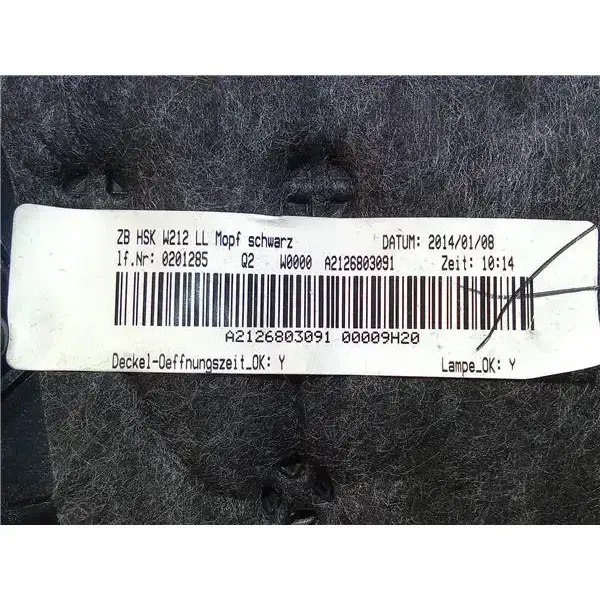 ZB HSK W212 LL Mopf schwarz DATUM: 2014/01/08
lf.Nr: 0201285 Q2 W0000 A2126803091 Zeit: 10:14
A2126803091 00009H20
Deckel-Oeffnungszeit_OK: Y Lampe_OK: Y